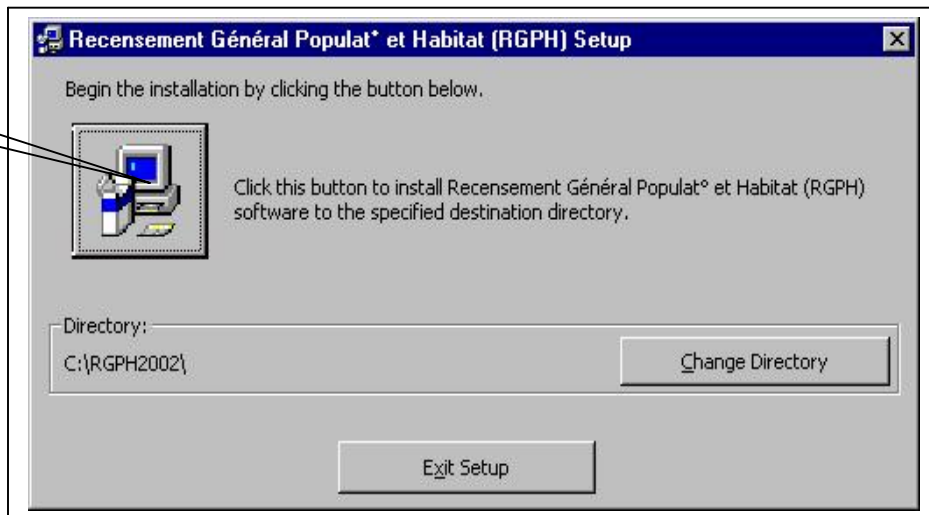 Recensement Général Populat° et Habitat (RGPH) Setup
Begin the installation by clicking the button below.
Click this button to install Recensement Général Populat° et Habitat (RGPH)
software to the specified destination directory.
Directory:
C:\RGPH2002\
Change Directory
Exit Setup